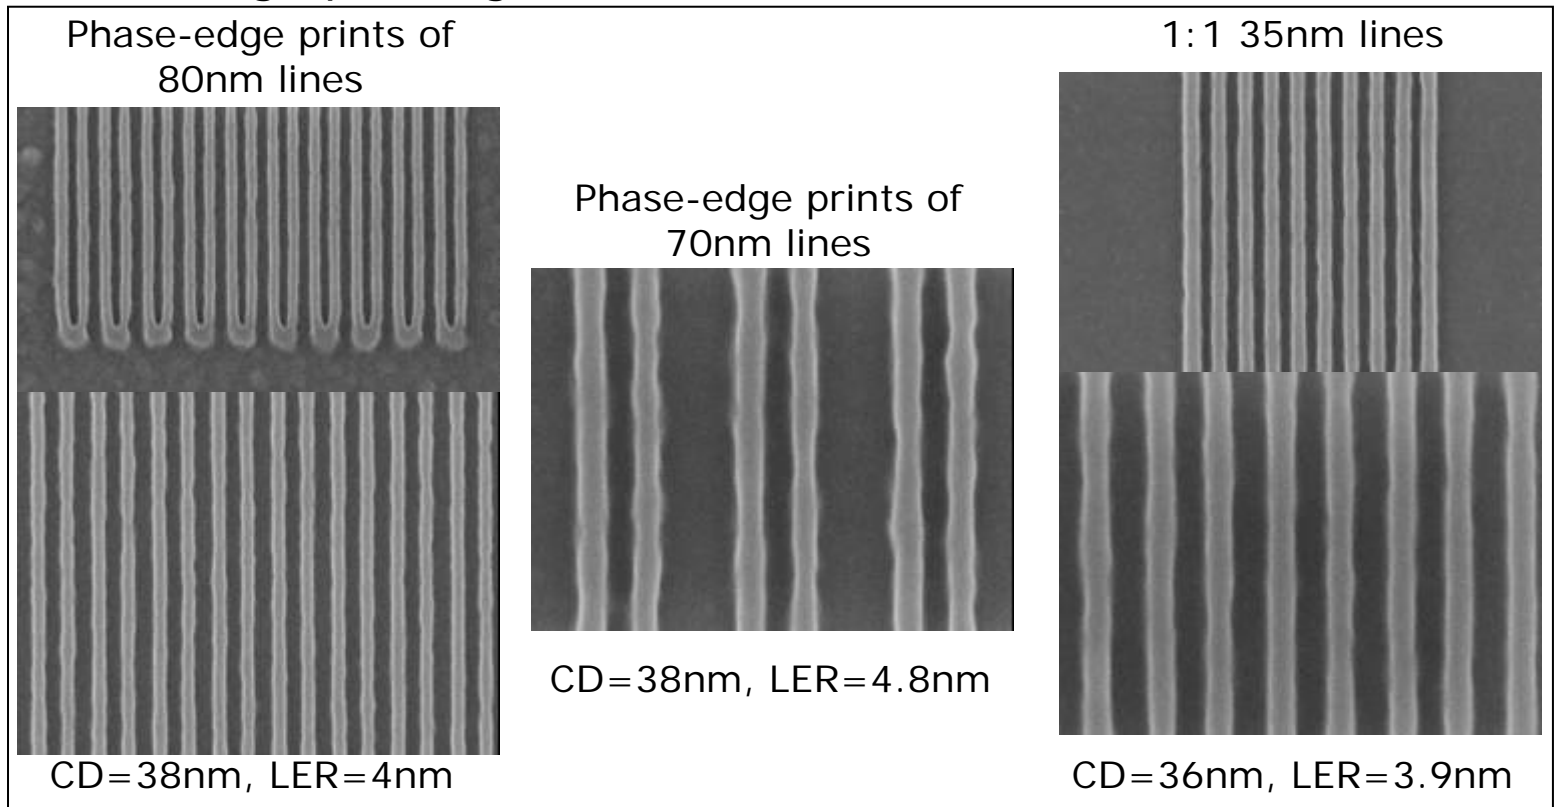 Phase-edge prints of
80nm lines
CD=38nm, LER=4nm
Phase-edge prints of
70nm lines
CD=38nm, LER=4.8nm
1:1 35nm lines
CD=36nm, LER=3.9nm